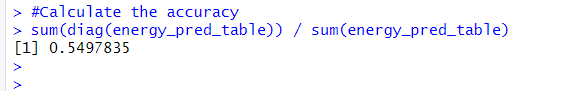 > #Calculate the accuracy
> sum(diag(energy_pred_table)) / sum(energy_pred_table)
[1] 0.5497835
>
>